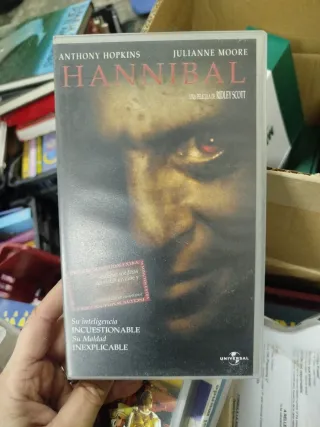 ANTHONY HOPKINS JULIANNE MOORE
HANNIBAL
UNA PELICULA DE RIDLEY SCOTT
Su inteligencia
INCUESTIONABLE
Su Maldad
INEXPLICABLE
UNIVERSAL